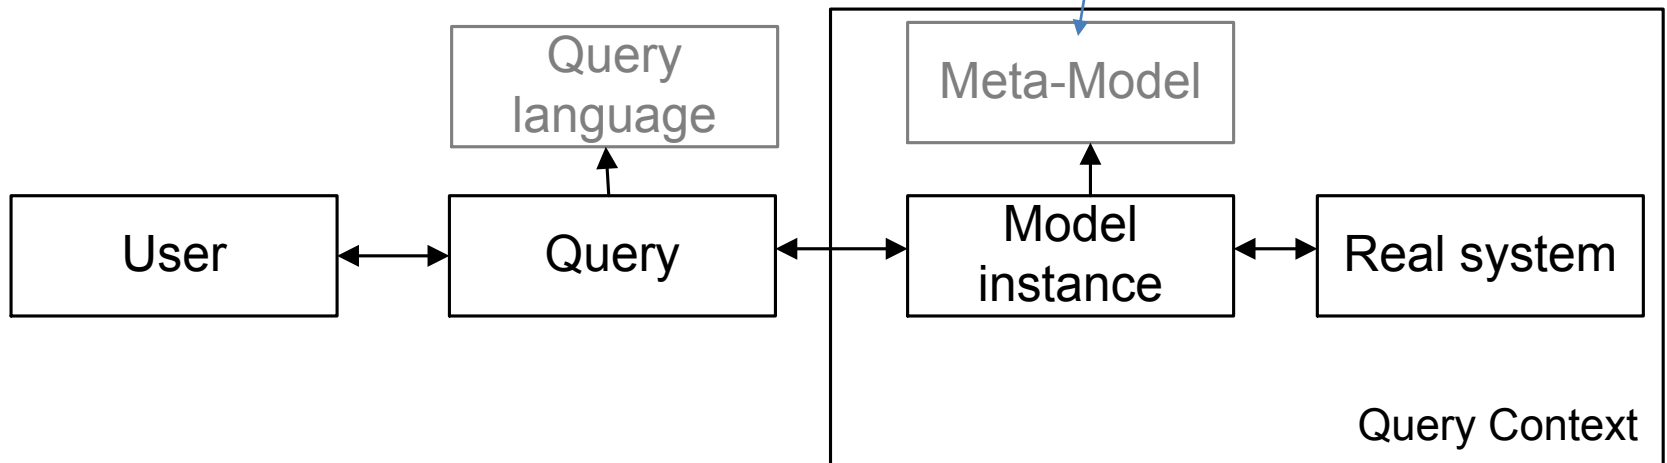 Query
language
Meta-Model
User
Query
Model
instance
Real system
Query Context